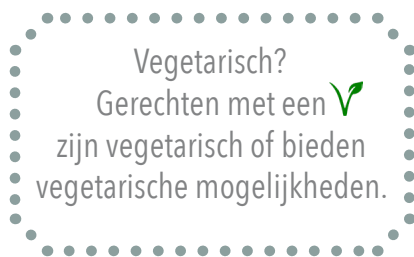 Vegetarisch?
Gerechten met een V
zijn vegetarisch of bieden
vegetarische mogelijkheden.